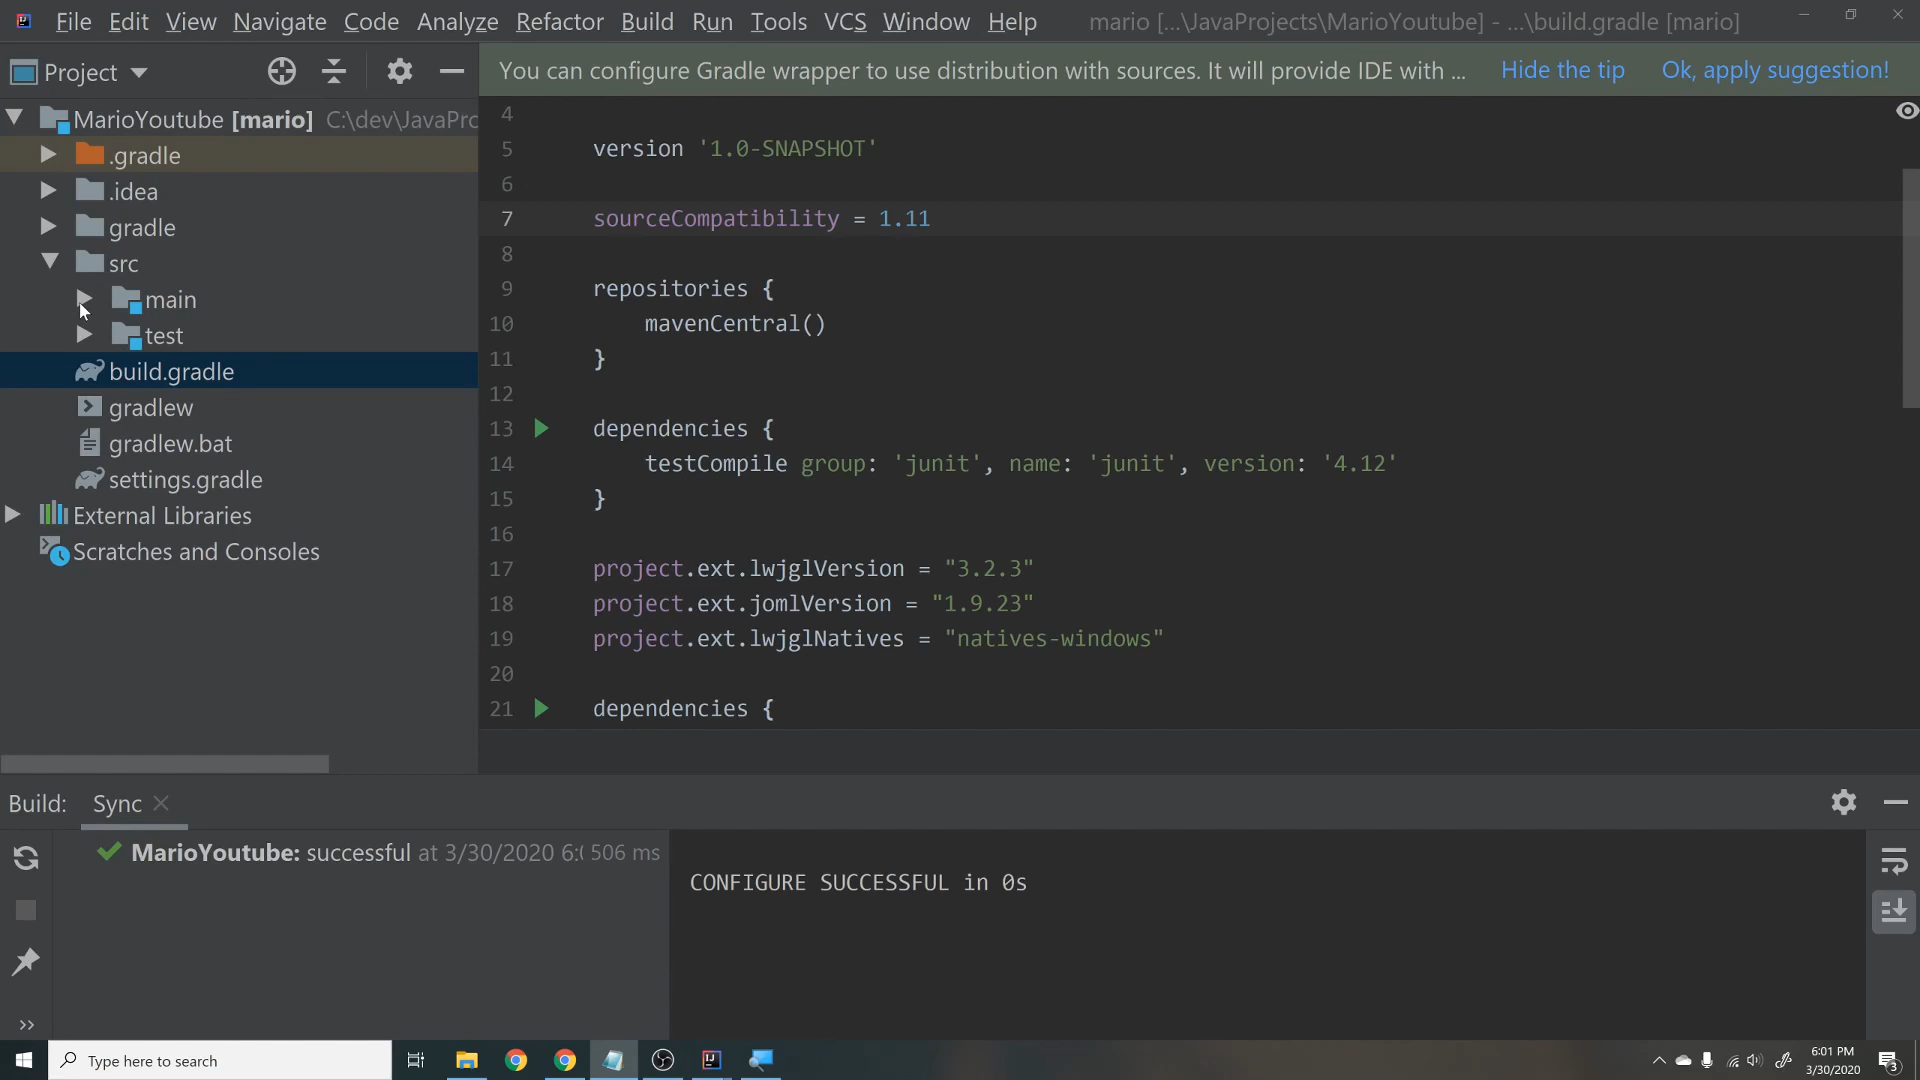 File Edit View Navigate Code Analyze Refactor Build Run Tools VCS Window Help mario [...\JavaProjects\MarioYoutube] - ...\build.gradle [mario]
Project
You can configure Gradle wrapper to use distribution with sources. It will provide IDE with ... Hide the tip Ok, apply suggestion!
MarioYoutube [mario] C:\dev\JavaPro
.gradle
.idea
gradle
src
main
test
build.gradle
gradlew
gradlew.bat
settings.gradle
External Libraries
Scratches and Consoles
4
5 version '1.0-SNAPSHOT'
6
7 sourceCompatibility = 1.11
8
9 repositories {
10 mavenCentral()
11 }
12
13 dependencies {
14 testCompile group: 'junit', name: 'junit', version: '4.12'
15 }
16
17 project.ext.lwjglVersion = "3.2.3"
18 project.ext.jomlVersion = "1.9.23"
19 project.ext.lwjglNatives = "natives-windows"
20
21 dependencies {
Build: Sync
MarioYoutube: successful at 3/30/2020 6:0 506 ms
CONFIGURE SUCCESSFUL in 0s
Type here to search
6:01 PM
3/30/2020
3